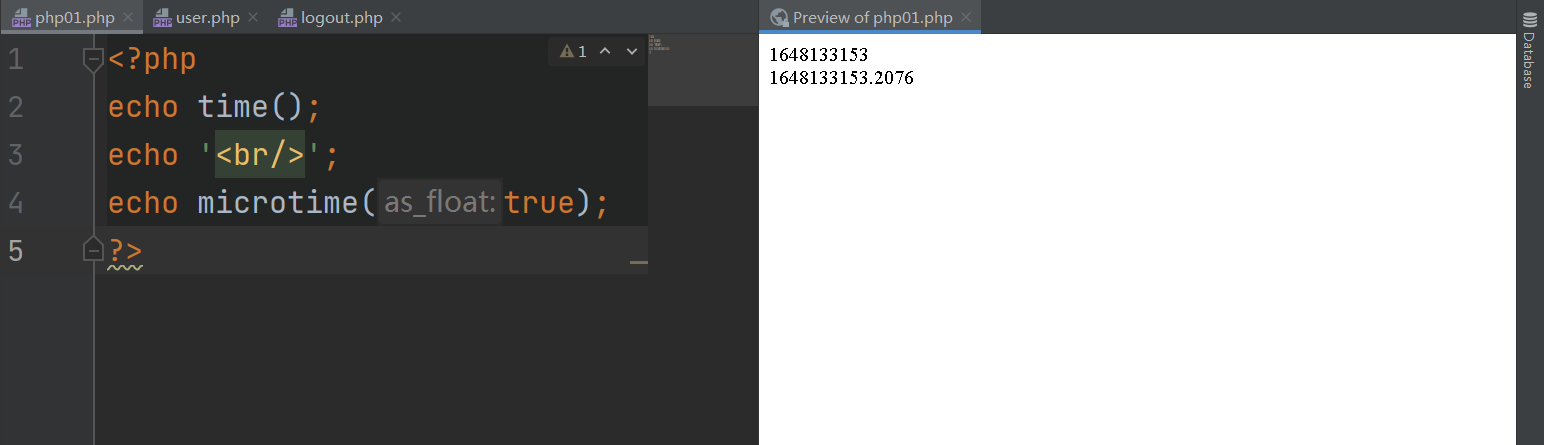 php01.php
user.php
logout.php
Preview of php01.php
1
1 <?php
2 echo time();
3 echo '<br/>';
4 echo microtime( as_float: true);
5 ?>
1648133153
1648133153.2076
Database